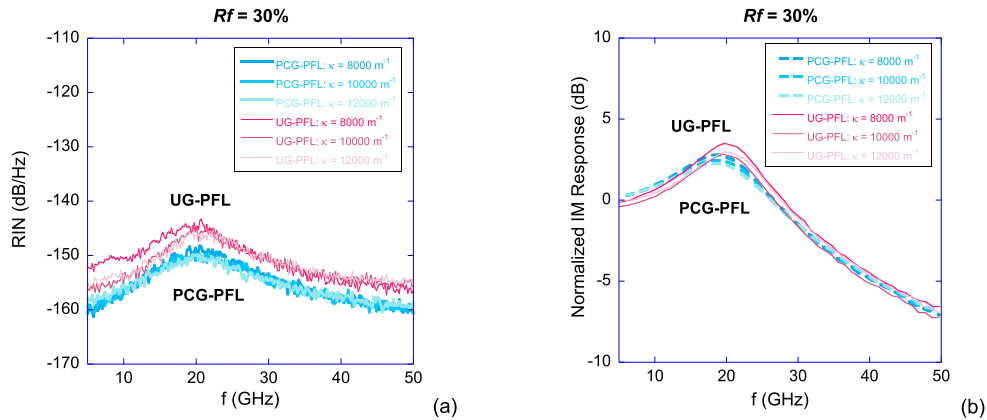 Rf = 30%
-110
-120
-130
-140
-150
-160
-170
RIN (dB/Hz)
PCG-PFL: κ = 8000 m⁻¹
PCG-PFL: κ = 10000 m⁻¹
PCG-PFL: κ = 12000 m⁻¹
UG-PFL: κ = 8000 m⁻¹
UG-PFL: κ = 10000 m⁻¹
UG-PFL: κ = 12000 m⁻¹
UG-PFL
PCG-PFL
10 20 30 40 50
f (GHz)
(a)
Rf = 30%
10
5
0
-5
-10
Normalized IM Response (dB)
PCG-PFL: κ = 8000 m⁻¹
PCG-PFL: κ = 10000 m⁻¹
PCG-PFL: κ = 12000 m⁻¹
UG-PFL: κ = 8000 m⁻¹
UG-PFL: κ = 10000 m⁻¹
UG-PFL: κ = 12000 m⁻¹
UG-PFL
PCG-PFL
10 20 30 40 50
f (GHz)
(b)